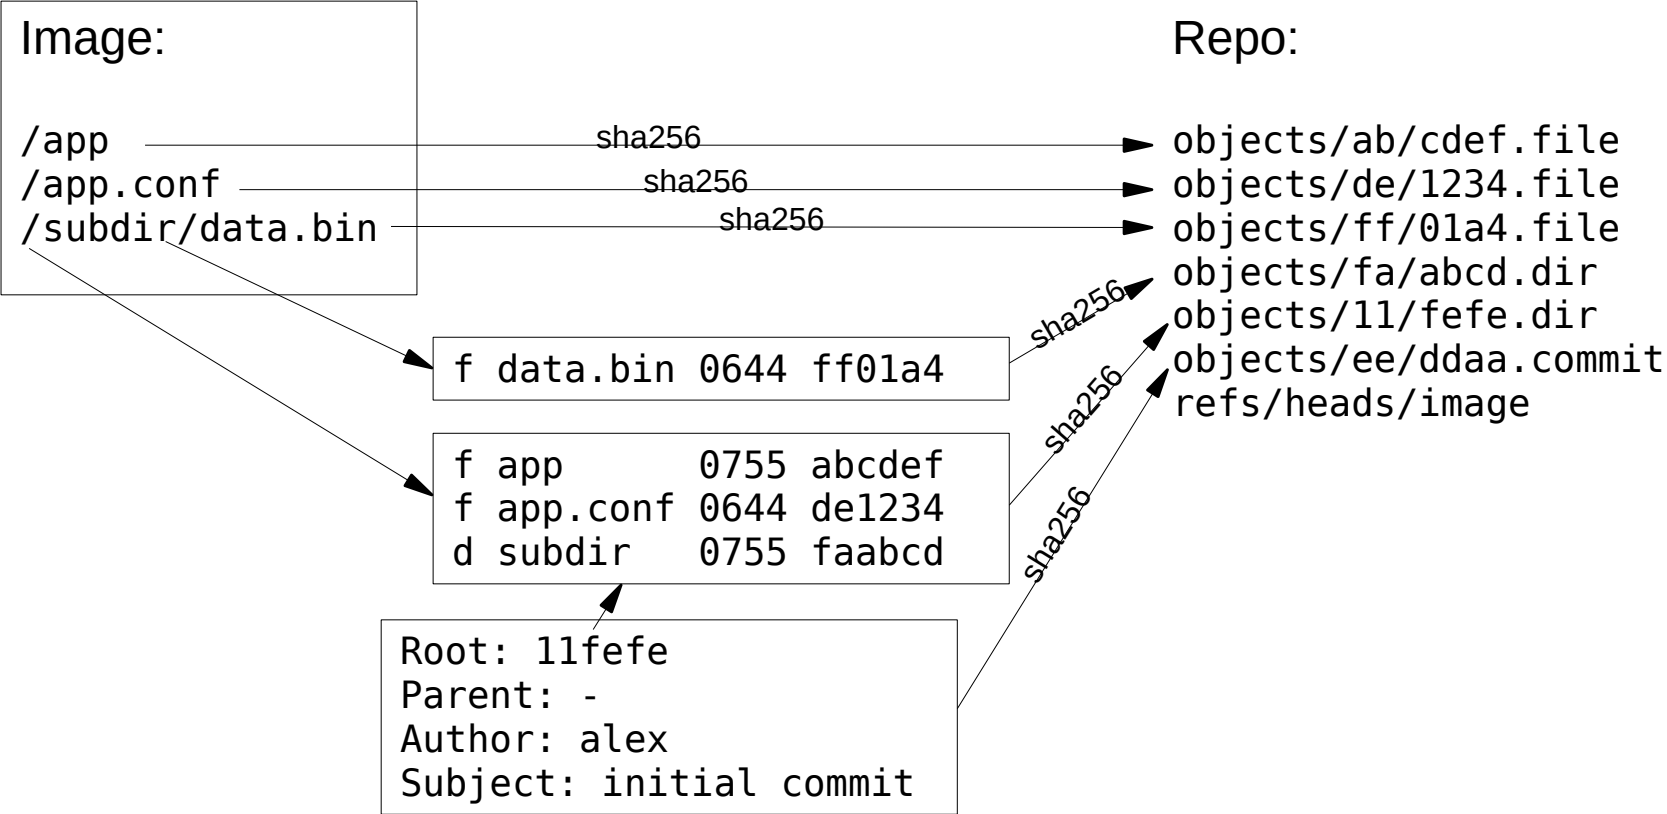 Image:
/app
/app.conf
/subdir/data.bin
sha256
sha256
sha256
Repo:
objects/ab/cdef.file
objects/de/1234.file
objects/ff/01a4.file
objects/fa/abcd.dir
objects/11/fefe.dir
objects/ee/ddaa.commit
refs/heads/image
f data.bin 0644 ff01a4
sha256
f app      0755 abcdef
f app.conf 0644 de1234
d subdir   0755 faabcd
sha256
Root: 11fefe
Parent: -
Author: alex
Subject: initial commit
sha256